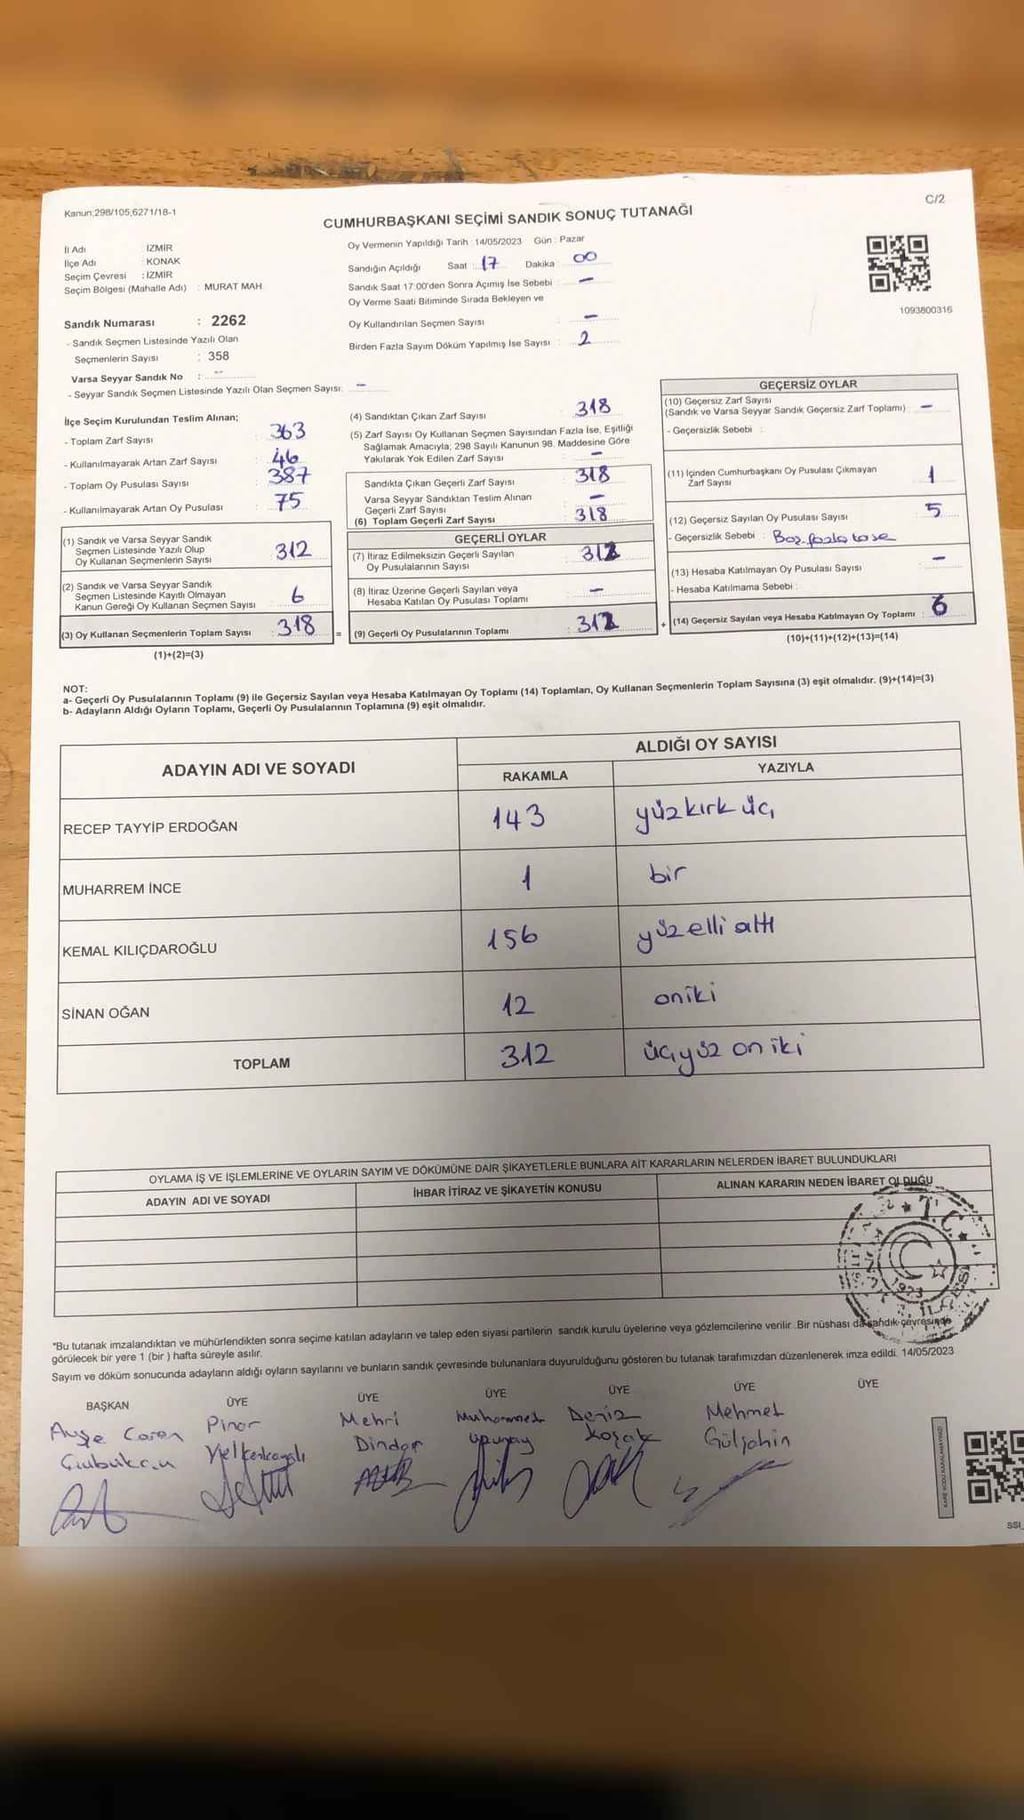 Kanun;298/105,6271/18-1
C/2
CUMHURBAŞKANI SEÇİMİ SANDIK SONUÇ TUTANAĞI
İl Adı İZMİR
İlçe Adı : KONAK
Seçim Çevresi : İZMİR
Seçim Bölgesi (Mahalle Adı) : MURAT MAH.
Oy Vermenin Yapıldığı Tarih : 14/05/2023 Gün : Pazar
Sandığın Açıldığı Saat : 17 Dakika : 00
Sandık Saat 17:00'den Sonra Açımış İse Sebebi : –
Oy Verme Saati Bitiminde Sırada Bekleyen ve
Oy Kullandırılan Seçmen Sayısı : –
Birden Fazla Sayım Döküm Yapılmış İse Sayısı : 2
1093800316
Sandık Numarası : 2262
- Sandık Seçmen Listesinde Yazılı Olan
Seçmenlerin Sayısı : 358
Varsa Seyyar Sandık No : --
- Seyyar Sandık Seçmen Listesinde Yazılı Olan Seçmen Sayısı: –
İlçe Seçim Kurulundan Teslim Alınan;
- Toplam Zarf Sayısı : 363
- Kullanılmayarak Artan Zarf Sayısı : 46
- Toplam Oy Pusulası Sayısı : 387
- Kullanılmayarak Artan Oy Pusulası : 75
(1) Sandık ve Varsa Seyyar Sandık
Seçmen Listesinde Yazılı Olup
Oy Kullanan Seçmenlerin Sayısı : 312
(2) Sandık ve Varsa Seyyar Sandık
Seçmen Listesinde Kayıtlı Olmayan
Kanun Gereği Oy Kullanan Seçmen Sayısı : 6
(3) Oy Kullanan Seçmenlerin Toplam Sayısı : 318
(1)+(2)=(3)
(4) Sandıktan Çıkan Zarf Sayısı 318
(5) Zarf Sayısı Oy Kullanan Seçmen Sayısından Fazla İse, Eşitliği
Sağlamak Amacıyla; 298 Sayılı Kanunun 98. Maddesine Göre
Yakılarak Yok Edilen Zarf Sayısı –
Sandıkta Çıkan Geçerli Zarf Sayısı : 318
Varsa Seyyar Sandıktan Teslim Alınan
Geçerli Zarf Sayısı : –
(6) Toplam Geçerli Zarf Sayısı : 318
GEÇERLİ OYLAR
(7) İtiraz Edilmeksizin Geçerli Sayılan
Oy Pusulalarının Sayısı : 312
(8) İtiraz Üzerine Geçerli Sayılan veya
Hesaba Katılan Oy Pusulası Toplamı : –
= (9) Geçerli Oy Pusulalarının Toplamı : 312
GEÇERSİZ OYLAR
(10) Geçersiz Zarf Sayısı
(Sandık ve Varsa Seyyar Sandık Geçersiz Zarf Toplamı) : –
- Geçersizlik Sebebi :
(11) İçinden Cumhurbaşkanı Oy Pusulası Çıkmayan
Zarf Sayısı 1
(12) Geçersiz Sayılan Oy Pusulası Sayısı : 5
- Geçersizlik Sebebi :
(13) Hesaba Katılmayan Oy Pusulası Sayısı : –
- Hesaba Katılmama Sebebi :
+ (14) Geçersiz Sayılan veya Hesaba Katılmayan Oy Toplamı : 6
(10)+(11)+(12)+(13)=(14)
NOT:
a- Geçerli Oy Pusulalarının Toplamı (9) ile Geçersiz Sayılan veya Hesaba Katılmayan Oy Toplamı (14) Toplamları, Oy Kullanan Seçmenlerin Toplam Sayısına (3) eşit olmalıdır. (9)+(14)=(3)
b- Adayların Aldığı Oyların Toplamı, Geçerli Oy Pusulalarının Toplamına (9) eşit olmalıdır.
ADAYIN ADI VE SOYADI
ALDIĞI OY SAYISI
RAKAMLA YAZIYLA
RECEP TAYYİP ERDOĞAN 143 yüzkırk üç
MUHARREM İNCE 1 bir
KEMAL KILIÇDAROĞLU 156 yüz elli altı
SİNAN OĞAN 12 oniki
TOPLAM 312 üçyüz on iki
OYLAMA İŞ VE İŞLEMLERİNE VE OYLARIN SAYIM VE DÖKÜMÜNE DAİR ŞİKAYETLERLE BUNLARA AİT KARARLARIN NELERDEN İBARET BULUNDUKLARI
ADAYIN ADI VE SOYADI İHBAR İTİRAZ VE ŞİKAYETİN KONUSU ALINAN KARARIN NEDEN İBARET OLDUĞU
T.C.
1923
*Bu tutanak imzalandıktan ve mühürlendikten sonra seçime katılan adayların ve talep eden siyasi partilerin sandık kurulu üyelerine veya gözlemcilerine verilir. Bir nüshası da sandık çevresinde
görülecek bir yere 1 (bir) hafta süreyle asılır.
Sayım ve döküm sonucunda adayların aldığı oyların sayılarını ve bunların sandık çevresinde bulunanlara duyurulduğunu gösteren bu tutanak tarafımızdan düzenlenerek imza edildi. 14/05/2023
BAŞKAN ÜYE ÜYE ÜYE ÜYE ÜYE ÜYE
Ayşe Ceren Pınar Mehri Muhammed Deniz Mehmet
Dindar Koşak Gülşahin